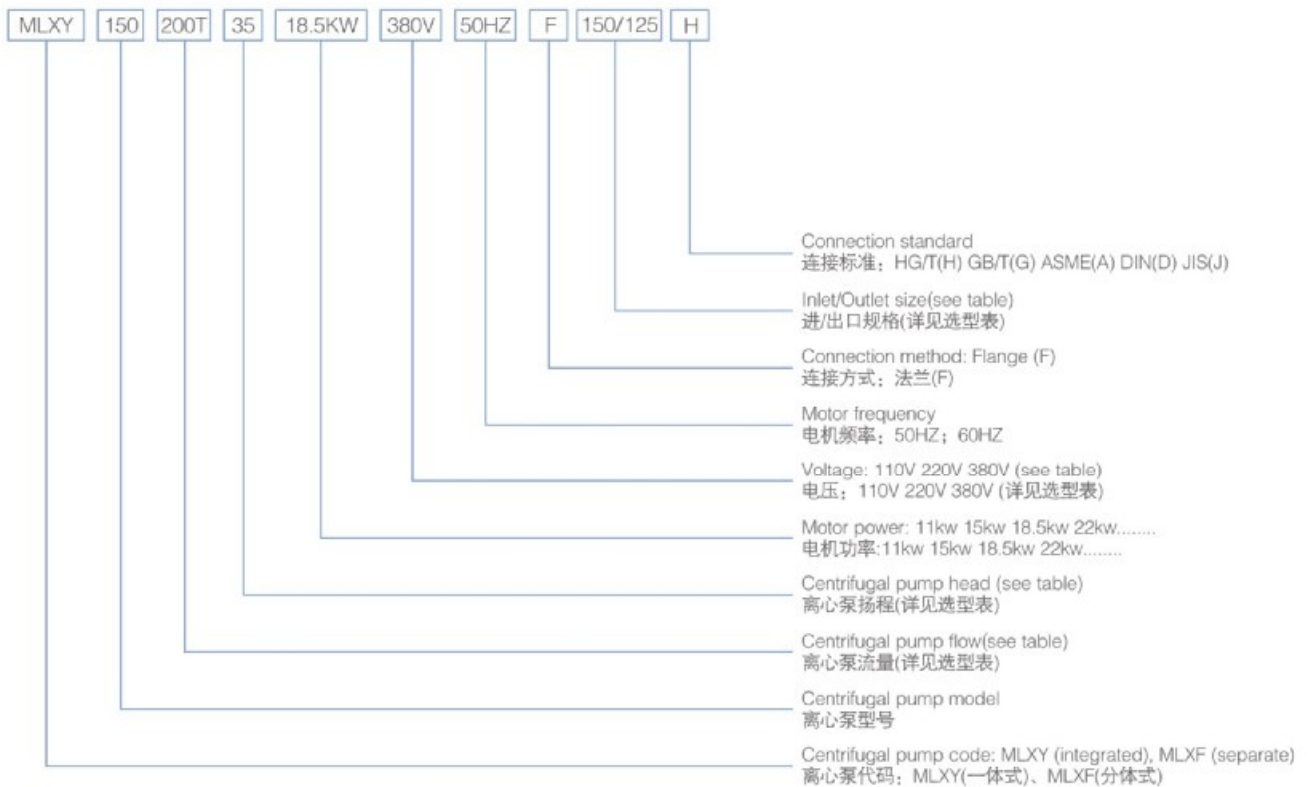 MLXY 150 200T 35 18.5KW 380V 50HZ F 150/125 H
Connection standard
连接标准：HG/T(H) GB/T(G) ASME(A) DIN(D) JIS(J)
Inlet/Outlet size(see table)
进/出口规格(详见选型表)
Connection method: Flange (F)
连接方式：法兰(F)
Motor frequency
电机频率：50HZ；60HZ
Voltage: 110V 220V 380V (see table)
电压：110V 220V 380V (详见选型表)
Motor power: 11kw 15kw 18.5kw 22kw........
电机功率:11kw 15kw 18.5kw 22kw........
Centrifugal pump head (see table)
离心泵扬程(详见选型表)
Centrifugal pump flow(see table)
离心泵流量(详见选型表)
Centrifugal pump model
离心泵型号
Centrifugal pump code: MLXY (integrated), MLXF (separate)
离心泵代码：MLXY(一体式)、MLXF(分体式)